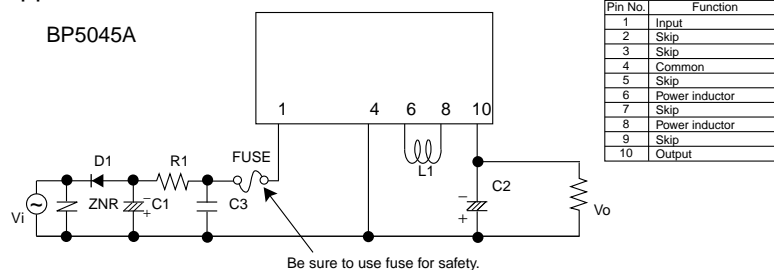 BP5045A
1 4 6 8 10
L1
D1 R1 FUSE
Vi ZNR − + C1 C3
− + C2 Vo
Be sure to use fuse for safety.
Pin No. Function
1 Input
2 Skip
3 Skip
4 Common
5 Skip
6 Power inductor
7 Skip
8 Power inductor
9 Skip
10 Output